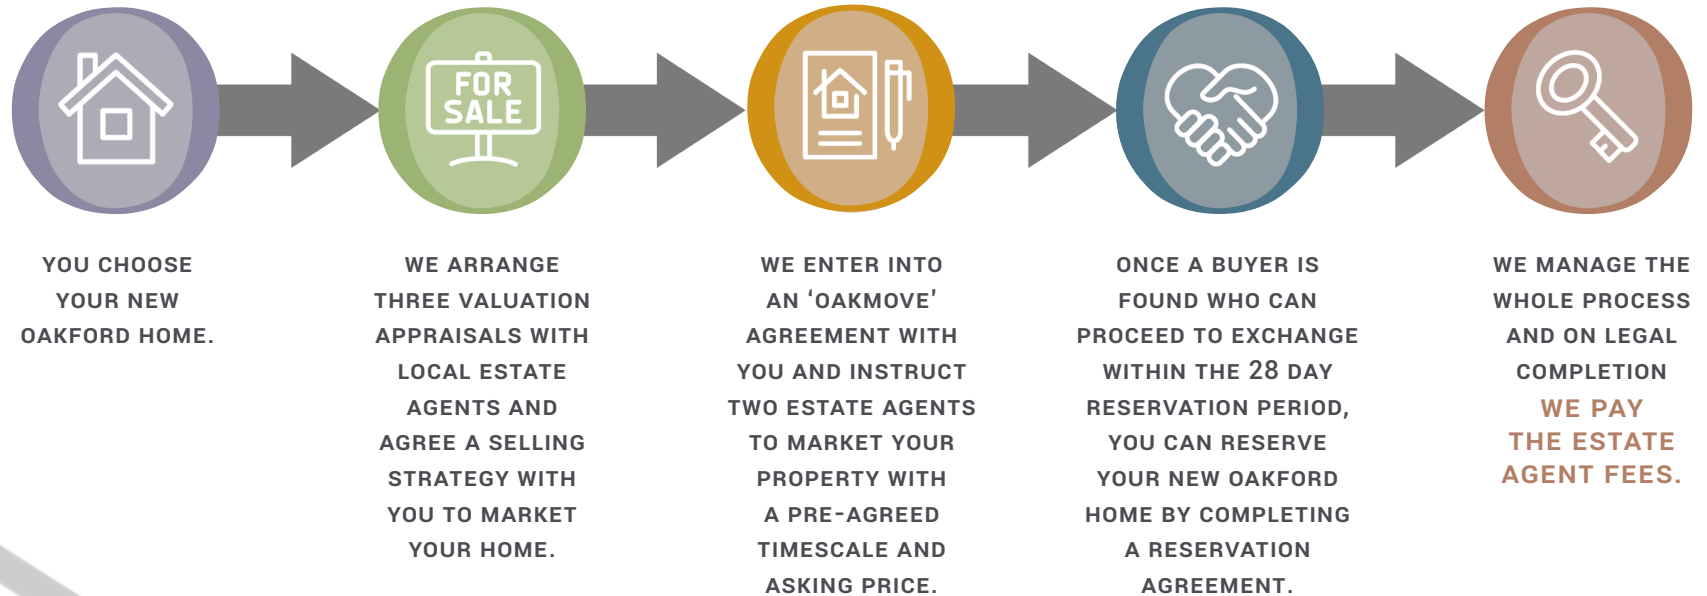 FOR
SALE
YOU CHOOSE
YOUR NEW
OAKFORD HOME.
WE ARRANGE
THREE VALUATION
APPRAISALS WITH
LOCAL ESTATE
AGENTS AND
AGREE A SELLING
STRATEGY WITH
YOU TO MARKET
YOUR HOME.
WE ENTER INTO
AN ‘OAKMOVE’
AGREEMENT WITH
YOU AND INSTRUCT
TWO ESTATE AGENTS
TO MARKET YOUR
PROPERTY WITH
A PRE-AGREED
TIMESCALE AND
ASKING PRICE.
ONCE A BUYER IS
FOUND WHO CAN
PROCEED TO EXCHANGE
WITHIN THE 28 DAY
RESERVATION PERIOD,
YOU CAN RESERVE
YOUR NEW OAKFORD
HOME BY COMPLETING
A RESERVATION
AGREEMENT.
WE MANAGE THE
WHOLE PROCESS
AND ON LEGAL
COMPLETION
WE PAY
THE ESTATE
AGENT FEES.